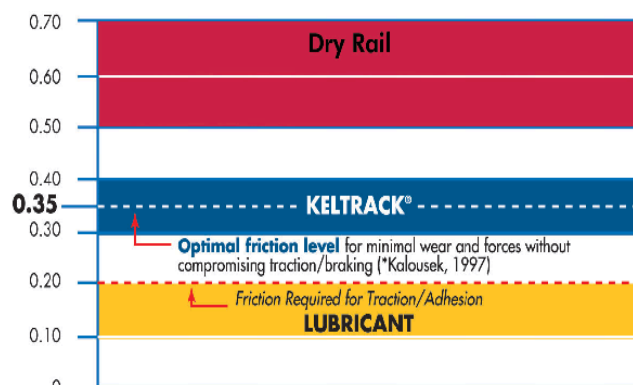 0.70
Dry Rail
0.60
0.50
0.40
0.35
KELTRACK®
0.30
Optimal friction level for minimal wear and forces without
compromising traction/braking (*Kalousek, 1997)
0.20
Friction Required for Traction/Adhesion
LUBRICANT
0.10
0